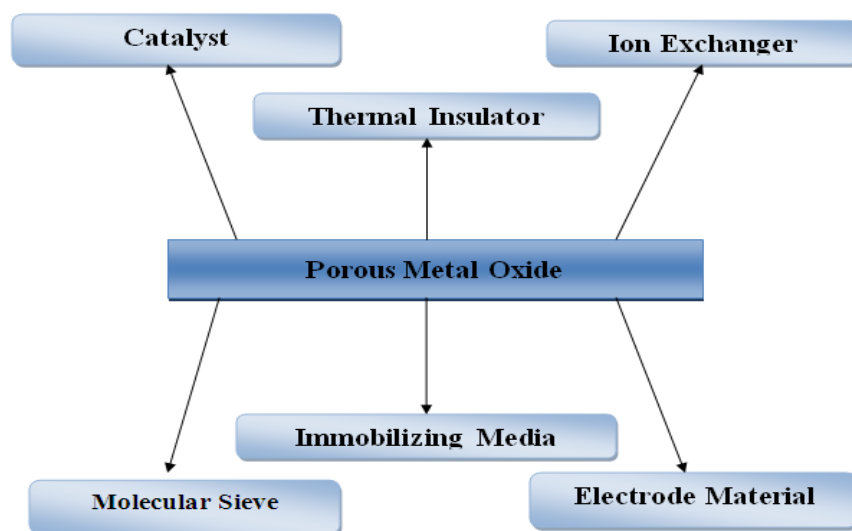 Catalyst
Ion Exchanger
Thermal Insulator
Porous Metal Oxide
Immobilizing Media
Molecular Sieve
Electrode Material